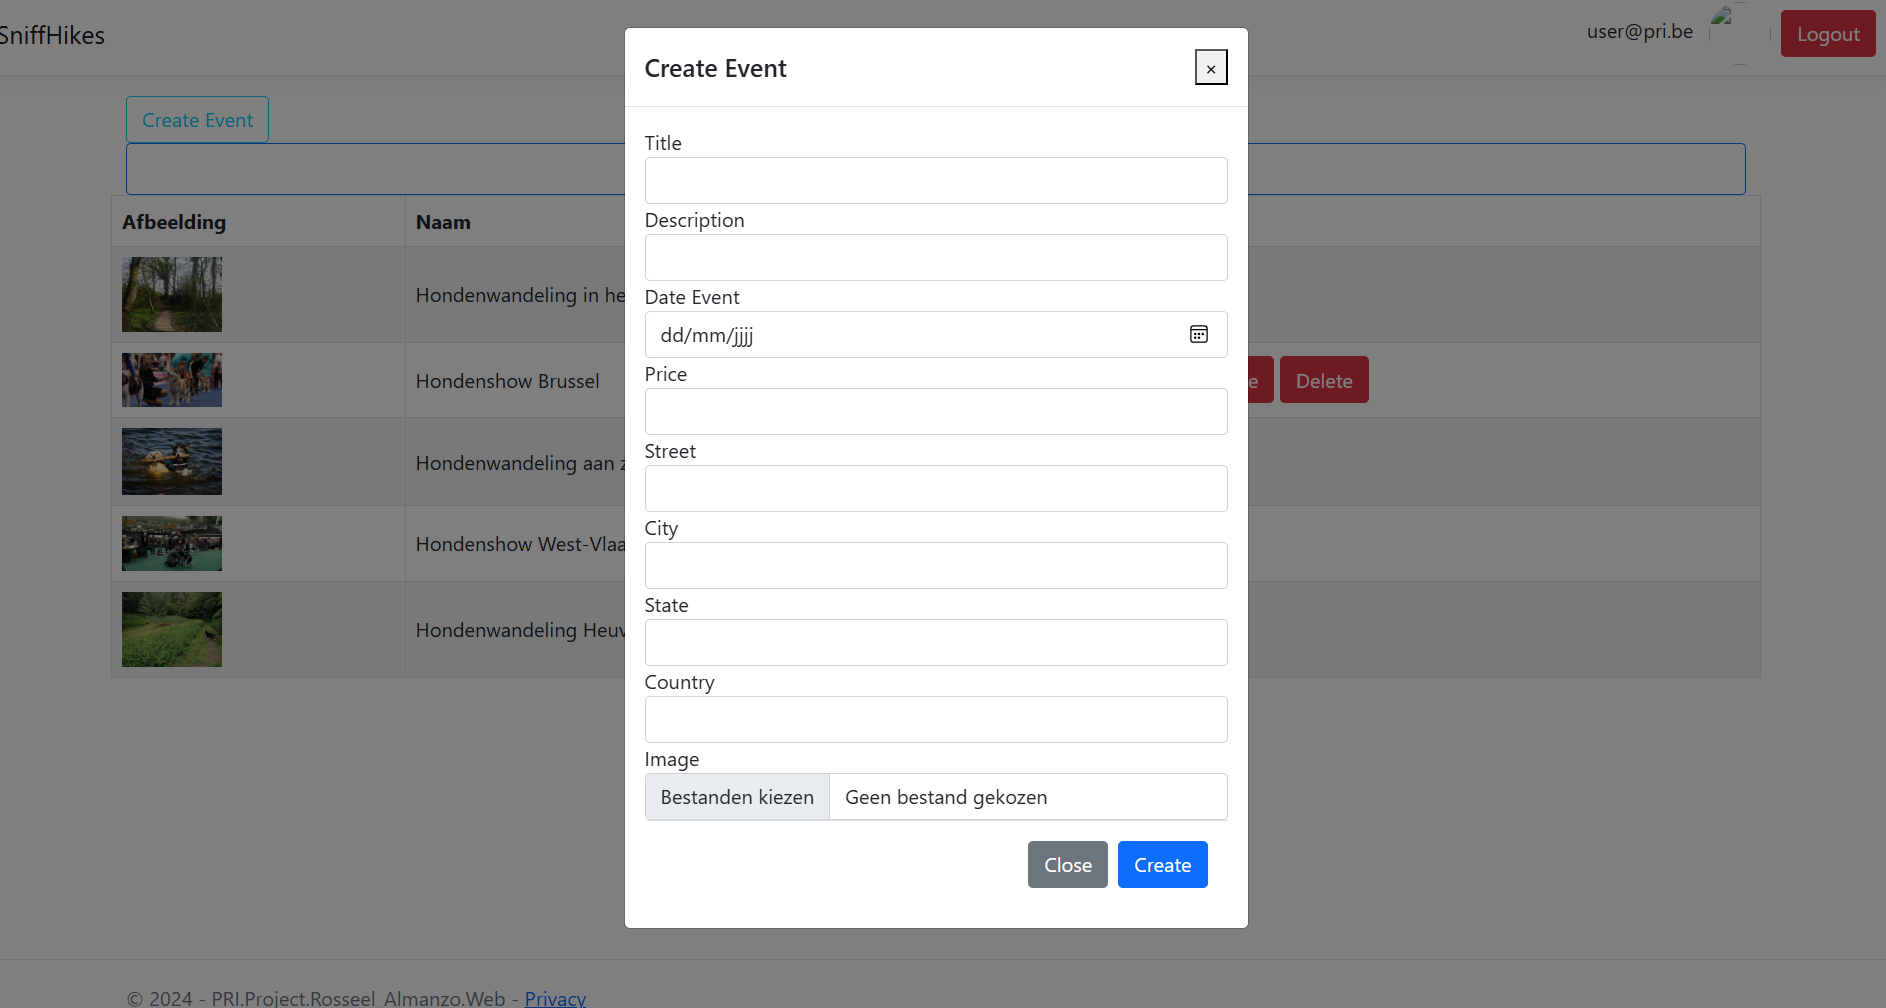 SniffHikes
user@pri.be
Logout
Create Event
Afbeelding
Naam
Hondenwandeling in he
Hondenshow Brussel
e
Delete
Hondenwandeling aan z
Hondenshow West-Vlaa
Hondenwandeling Heuv
Create Event
×
Title
Description
Date Event
dd/mm/jjjj
Price
Street
City
State
Country
Image
Bestanden kiezen
Geen bestand gekozen
Close
Create
© 2024 - PRI.Project.Rosseel_Almanzo.Web - Privacy